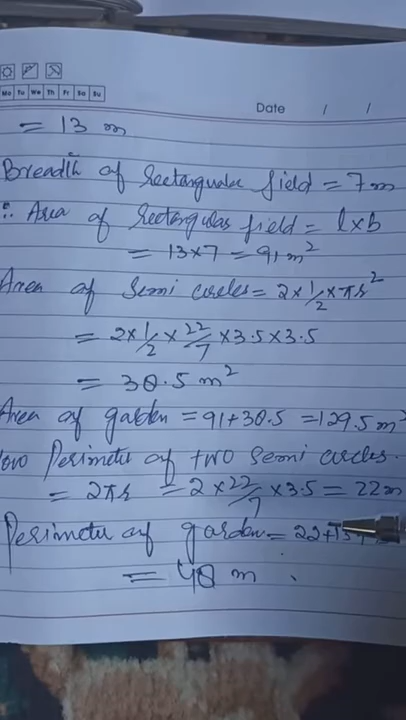 Mo Tu We Th Fr Sa Su
Date / /
= 13 m
Breadth of Rectangular field = 7m
∴ Area of Rectangular field = l×b
= 13×7 = 91m²
Area of Semi circles = 2×1/2×πr²
= 2×1/2×22/7×3.5×3.5
= 38.5 m²
Area of garden = 91+38.5 = 129.5 m²
Now Perimeter of two semi circles.
= 2πr = 2×22/7×3.5 = 22m
Perimeter of garden = 22+13+
= 48 m .